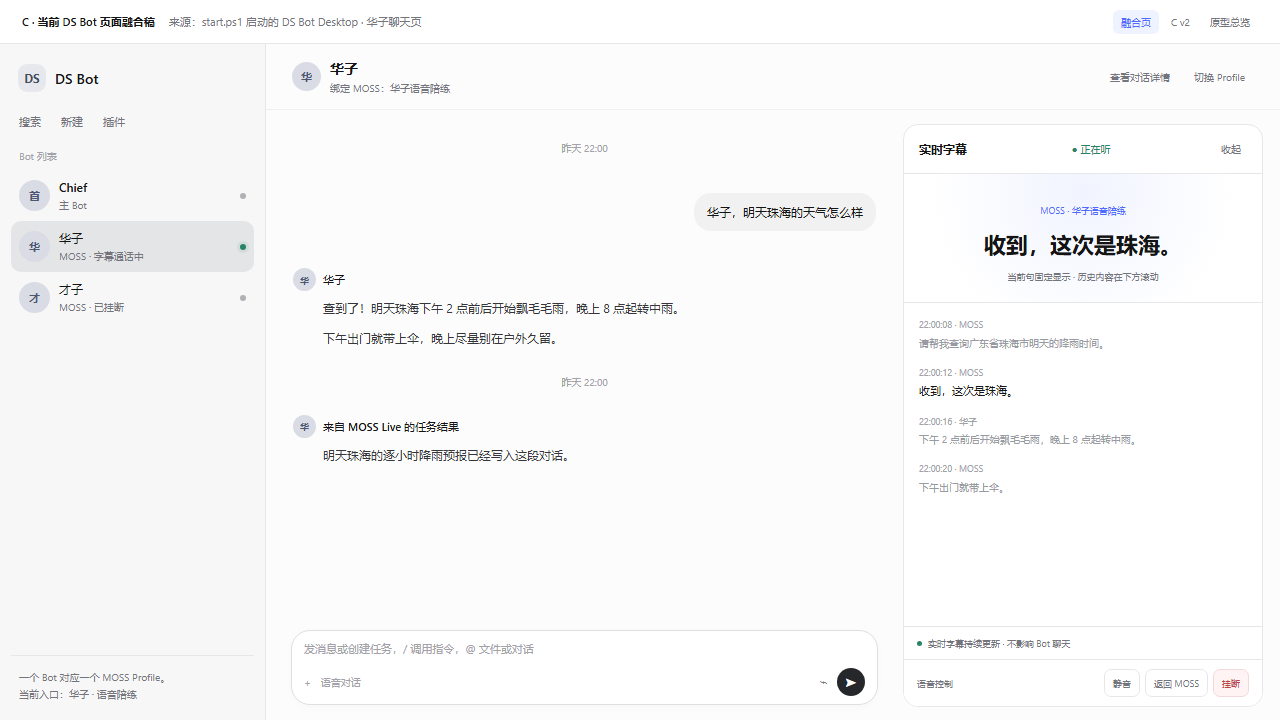 C · 当前 DS Bot 页面融合稿 来源：start.ps1 启动的 DS Bot Desktop · 华子聊天页
融合页 C v2 原型总览
DS DS Bot
搜索 新建 插件
Bot 列表
首 Chief
主 Bot
华 华子
MOSS · 字幕通话中
才 才子
MOSS · 已挂断
一个 Bot 对应一个 MOSS Profile。
当前入口：华子 · 语音陪练
华 华子
绑定 MOSS：华子语音陪练
查看对话详情 切换 Profile
昨天 22:00
华子，明天珠海的天气怎么样
华 华子
查到了！明天珠海下午 2 点前后开始飘毛毛雨，晚上 8 点起转中雨。
下午出门就带上伞，晚上尽量别在户外久留。
昨天 22:00
华 来自 MOSS Live 的任务结果
明天珠海的逐小时降雨预报已经写入这段对话。
发消息或创建任务，/ 调用指令，@ 文件或对话
+ 语音对话
实时字幕 正在听 收起
MOSS · 华子语音陪练
收到，这次是珠海。
当前句固定显示 · 历史内容在下方滚动
22:00:08 · MOSS
请帮我查询广东省珠海市明天的降雨时间。
22:00:12 · MOSS
收到，这次是珠海。
22:00:16 · 华子
下午 2 点前后开始飘毛毛雨，晚上 8 点起转中雨。
22:00:20 · MOSS
下午出门就带上伞。
实时字幕持续更新 · 不影响 Bot 聊天
语音控制 静音 返回 MOSS 挂断